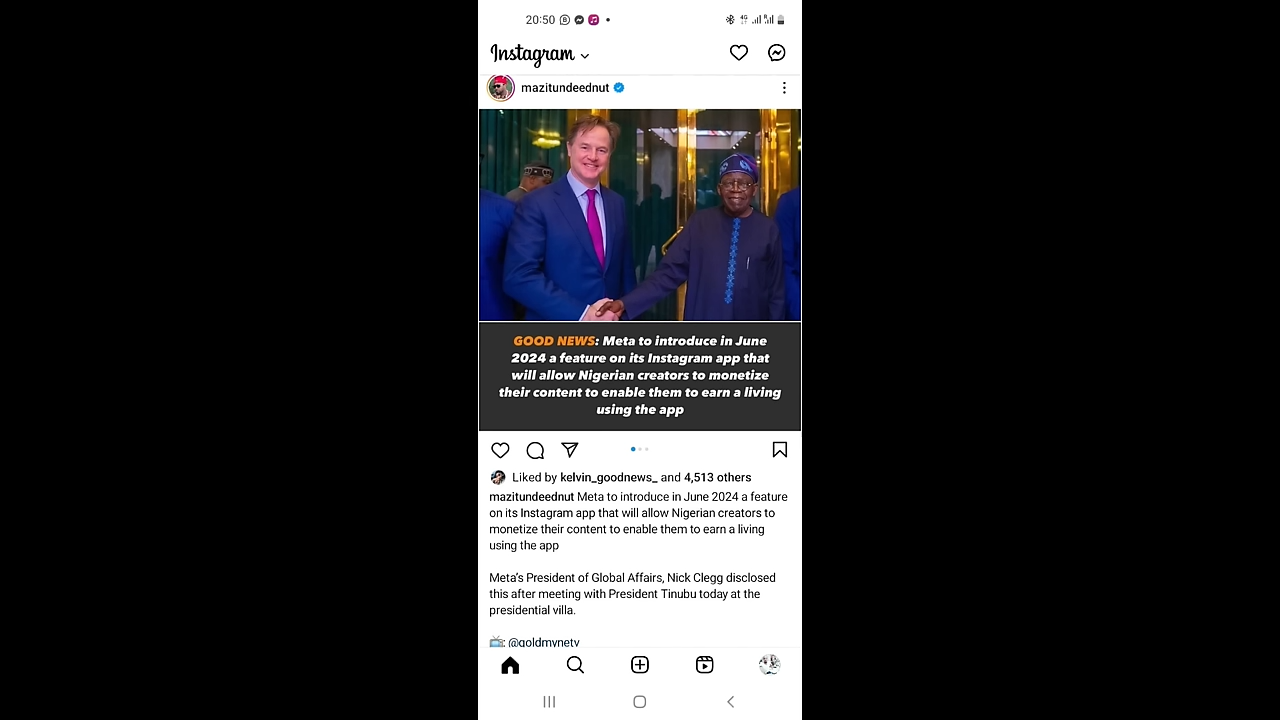 20:50
4G
Instagram
mazitundeednut
GOOD NEWS: Meta to introduce in June
2024 a feature on its Instagram app that
will allow Nigerian creators to monetize
their content to enable them to earn a living
using the app
Liked by kelvin_goodnews_ and 4,513 others
mazitundeednut Meta to introduce in June 2024 a feature
on its Instagram app that will allow Nigerian creators to
monetize their content to enable them to earn a living
using the app
Meta's President of Global Affairs, Nick Clegg disclosed
this after meeting with President Tinubu today at the
presidential villa.
📺: @goldmynetv